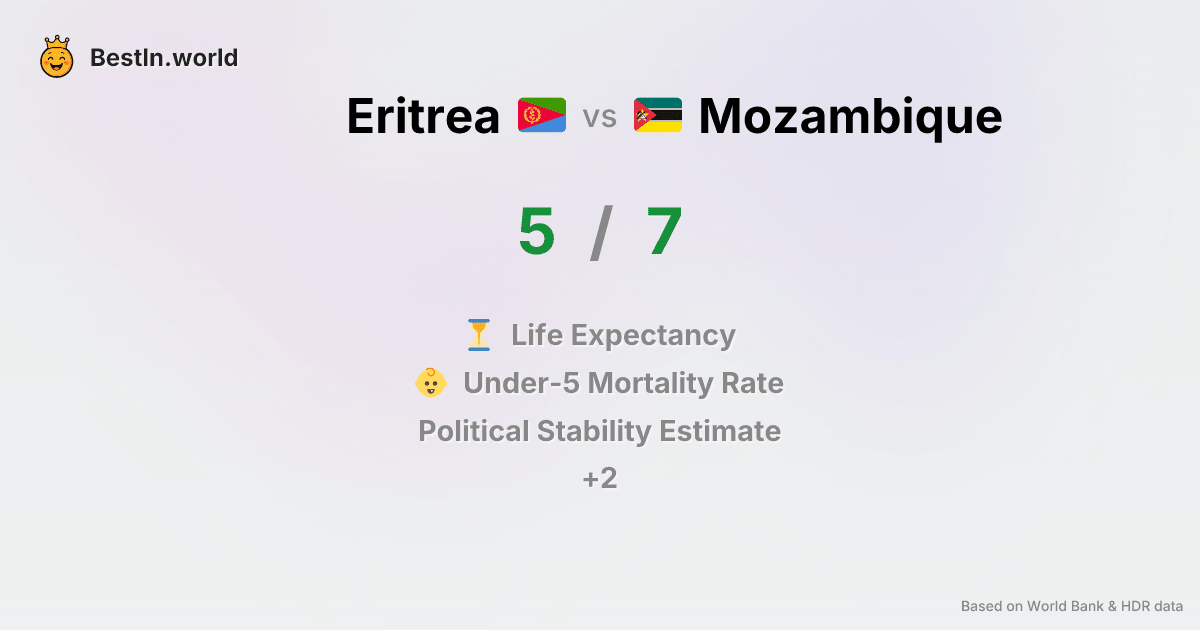 BestIn.world
Eritrea vs Mozambique
5 / 7
Life Expectancy
Under-5 Mortality Rate
Political Stability Estimate
+2
Based on World Bank & HDR data